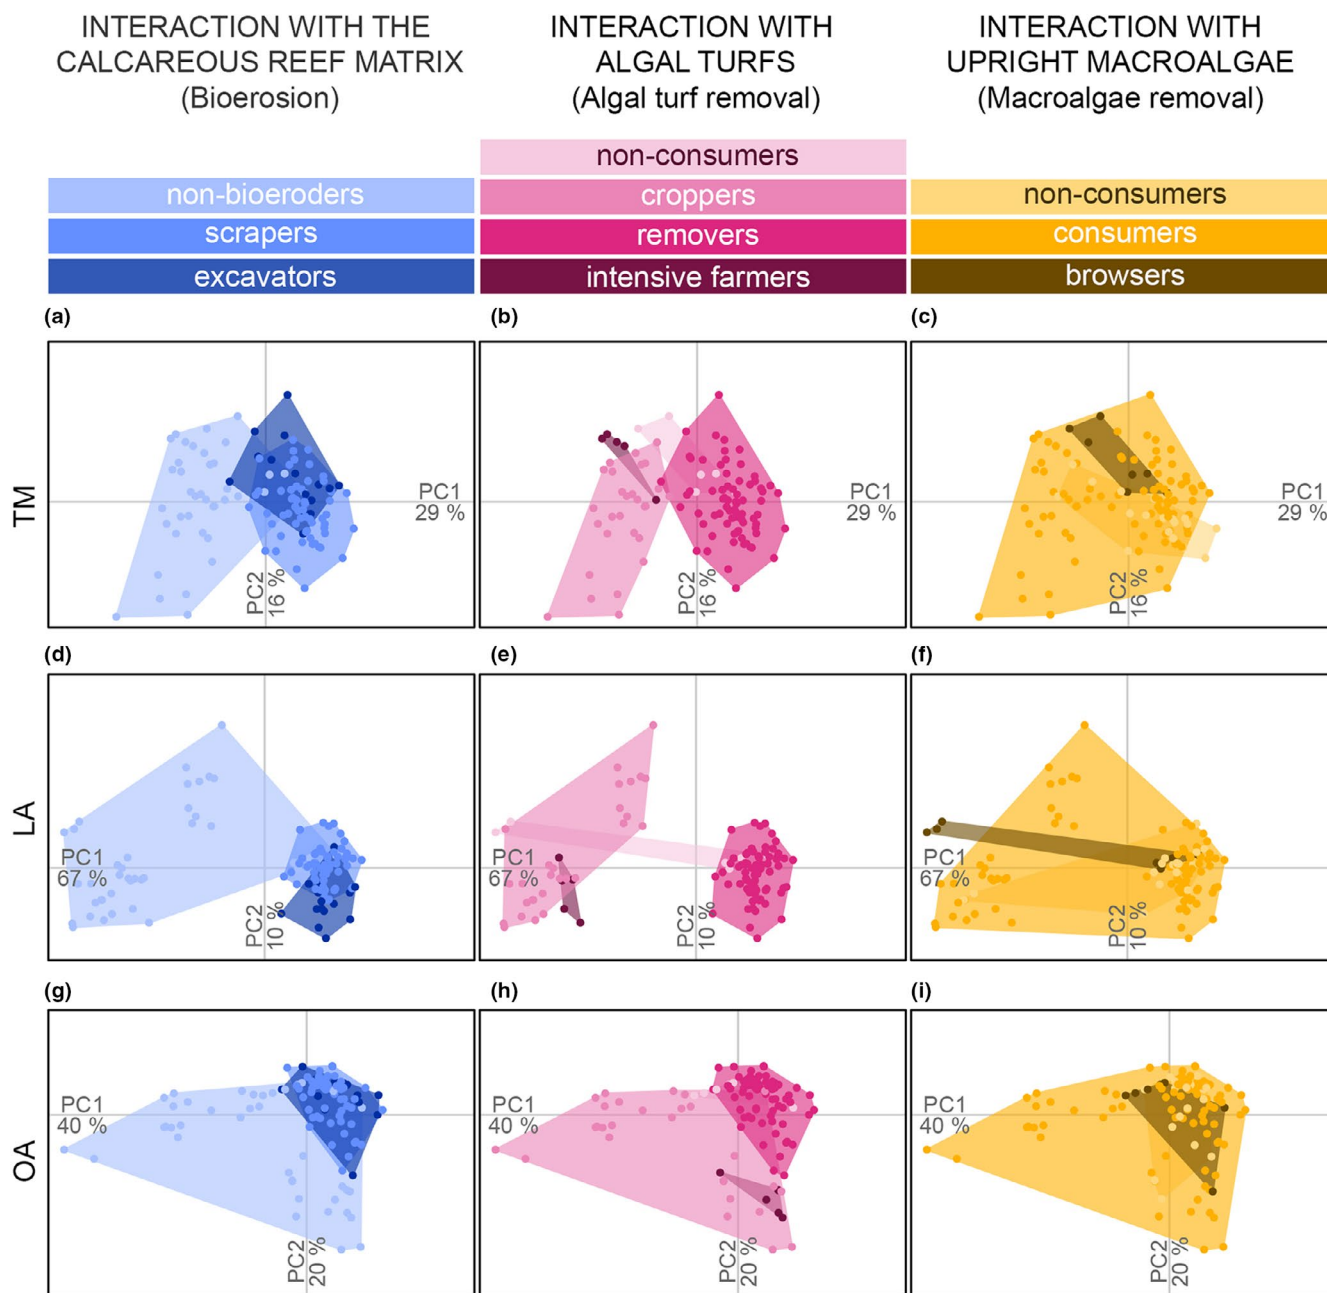 INTERACTION WITH THE
CALCAREOUS REEF MATRIX
(Bioerosion)
INTERACTION WITH
ALGAL TURFS
(Algal turf removal)
INTERACTION WITH
UPRIGHT MACROALGAE
(Macroalgae removal)
non-bioeroders
scrapers
excavators
non-consumers
croppers
removers
intensive farmers
non-consumers
consumers
browsers
(a)
(b)
(c)
TM
PC1
29 %
PC2
16 %
PC1
29 %
PC2
16 %
PC1
29 %
PC2
16 %
(d)
(e)
(f)
LA
PC1
67 %
PC2
10 %
PC1
67 %
PC2
10 %
PC1
67 %
PC2
10 %
(g)
(h)
(i)
OA
PC1
40 %
PC2
20 %
PC1
40 %
PC2
20 %
PC1
40 %
PC2
20 %